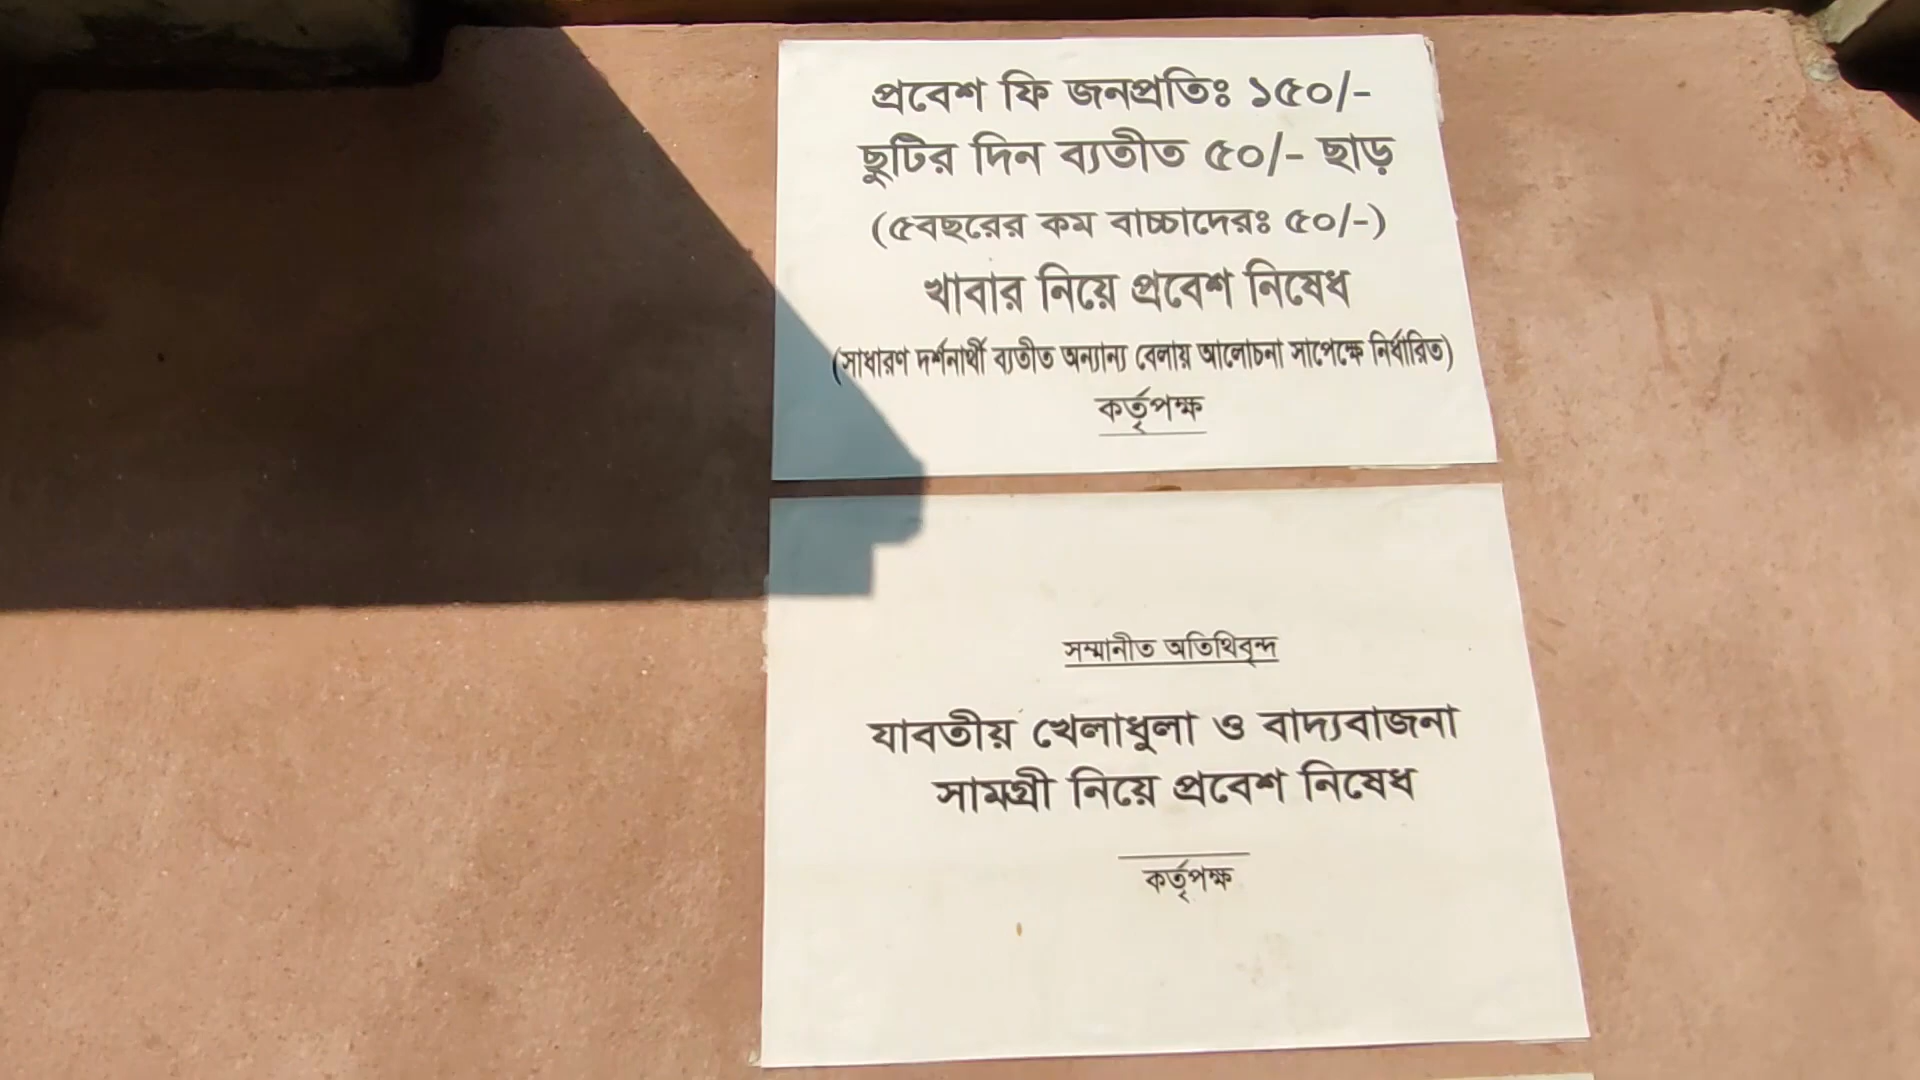 প্রবেশ ফি জনপ্রতিঃ ১৫০/-
ছুটির দিন ব্যতীত ৫০/- ছাড়
(৫বছরের কম বাচ্চাদেরঃ ৫০/-)
খাবার নিয়ে প্রবেশ নিষেধ
(সাধারণ দর্শনার্থী ব্যতীত অন্যান্য বেলায় আলোচনা সাপেক্ষে নির্ধারিত)
কর্তৃপক্ষ
সম্মানীত অতিথিবৃন্দ
যাবতীয় খেলাধুলা ও বাদ্যবাজনা
সামগ্রী নিয়ে প্রবেশ নিষেধ
কর্তৃপক্ষ